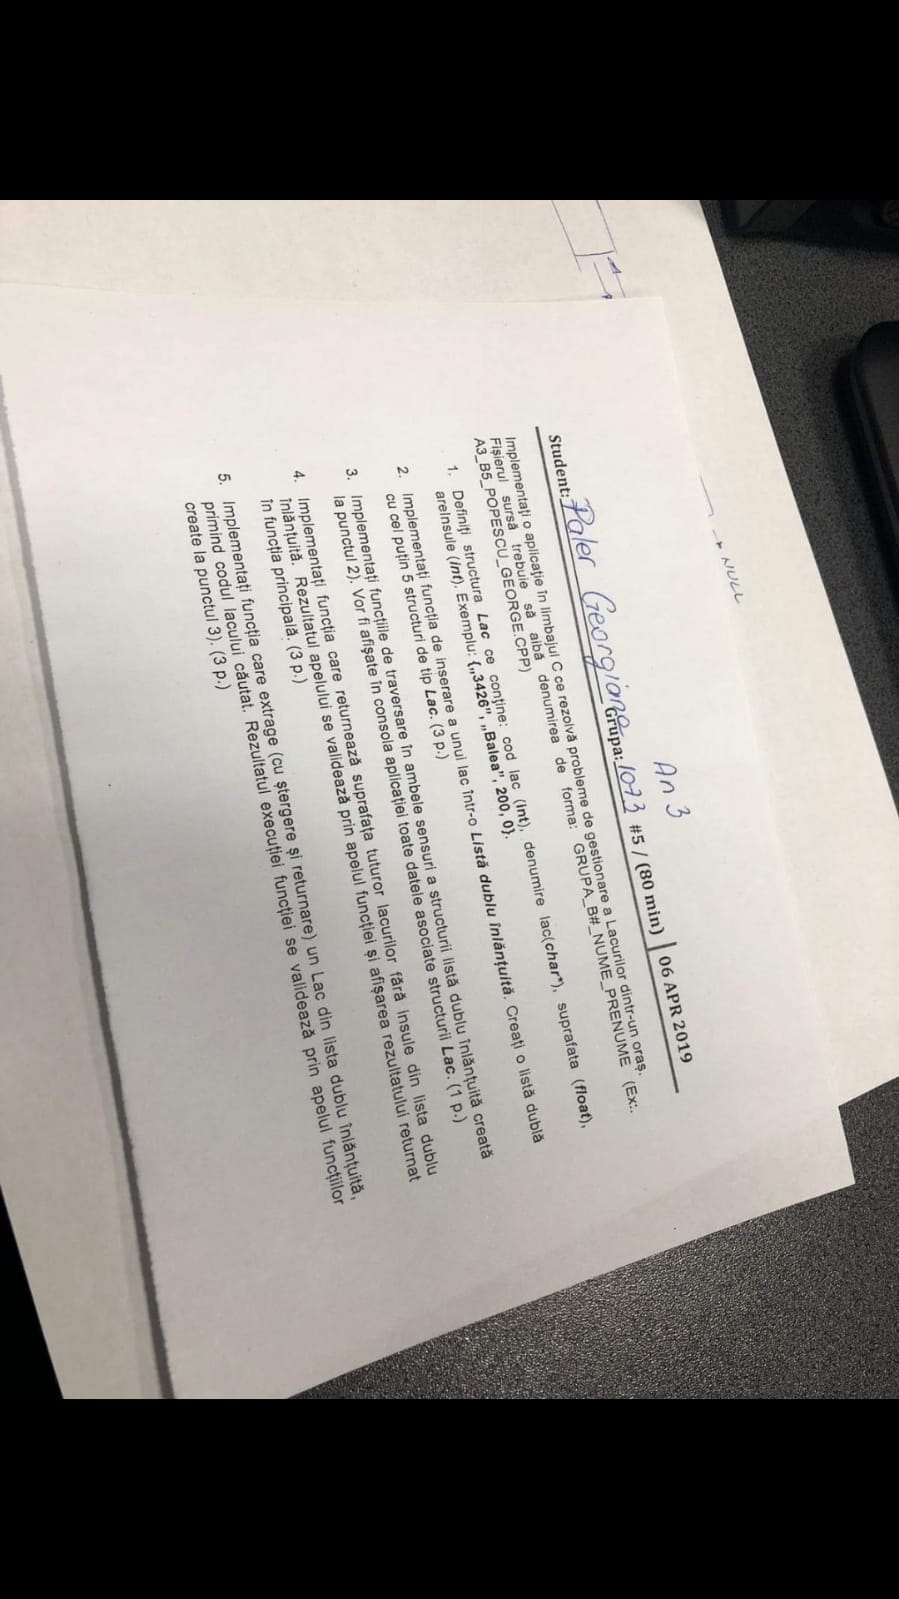 → NULL
An 3
Student: Paler Georgiana Grupa: 1073 #5 / (80 min) | 06 APR 2019
Implementați o aplicație în limbajul C ce rezolvă probleme de gestionare a Lacurilor dintr-un oraș.
Fișierul sursă trebuie să aibă denumirea de forma: GRUPA_B#_NUME_PRENUME (Ex:.
A3_B5_POPESCU_GEORGE.CPP)
1. Definiți structura Lac ce conține: cod lac (int), denumire lac(char*), suprafata (float),
areInsule (int). Exemplu: {„3426”, „Balea”, 200, 0}.
2. Implementați funcția de inserare a unui lac într-o Listă dublu înlănțuită. Creați o listă dublă
cu cel puțin 5 structuri de tip Lac. (3 p.)
3. Implementați funcțiile de traversare în ambele sensuri a structurii listă dublu înlănțuită creată
la punctul 2). Vor fi afișate în consola aplicației toate datele asociate structurii Lac. (1 p.)
4. Implementați funcția care returnează suprafața tuturor lacurilor fără insule din lista dublu
înlănțuită. Rezultatul apelului se validează prin apelul funcției și afișarea rezultatului returnat
în funcția principală. (3 p.)
5. Implementați funcția care extrage (cu ștergere și returnare) un Lac din lista dublu înlănțuită,
primind codul lacului căutat. Rezultatul execuției funcției se validează prin apelul funcțiilor
create la punctul 3). (3 p.)